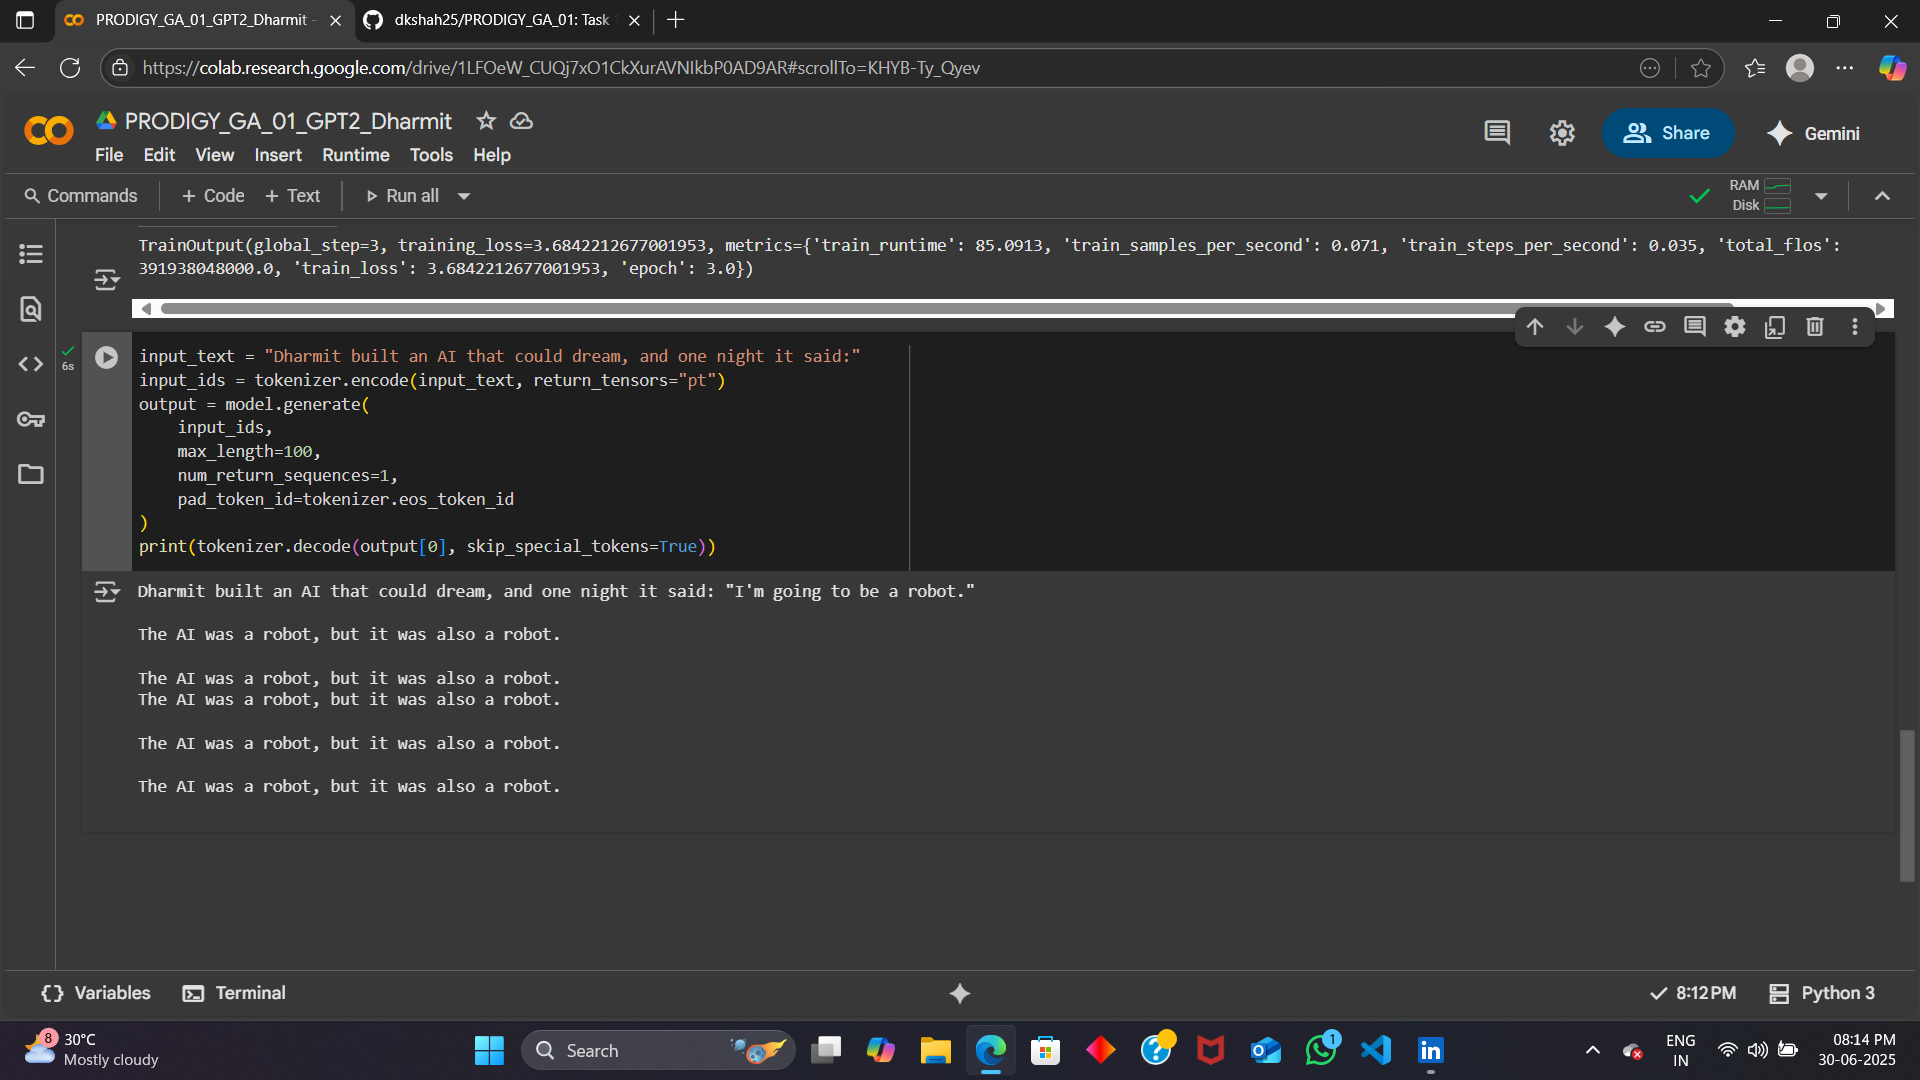 PRODIGY_GA_01_GPT2_Dharmit -
dkshah25/PRODIGY_GA_01: Task
https://colab.research.google.com/drive/1LFOeW_CUQj7xO1CkXurAVNIkbP0AD9AR#scrollTo=KHYB-Ty_Qyev
PRODIGY_GA_01_GPT2_Dharmit
File Edit View Insert Runtime Tools Help
Share
Gemini
Commands + Code + Text Run all
RAM
Disk
TrainOutput(global_step=3, training_loss=3.6842212677001953, metrics={'train_runtime': 85.0913, 'train_samples_per_second': 0.071, 'train_steps_per_second': 0.035, 'total_flos':
391938048000.0, 'train_loss': 3.6842212677001953, 'epoch': 3.0})
6s
input_text = "Dharmit built an AI that could dream, and one night it said:"
input_ids = tokenizer.encode(input_text, return_tensors="pt")
output = model.generate(
    input_ids,
    max_length=100,
    num_return_sequences=1,
    pad_token_id=tokenizer.eos_token_id
)
print(tokenizer.decode(output[0], skip_special_tokens=True))
Dharmit built an AI that could dream, and one night it said: "I'm going to be a robot."
The AI was a robot, but it was also a robot.
The AI was a robot, but it was also a robot.
The AI was a robot, but it was also a robot.
The AI was a robot, but it was also a robot.
The AI was a robot, but it was also a robot.
Variables
Terminal
8:12 PM
Python 3
8
30°C
Mostly cloudy
Search
1
ENG
IN
08:14 PM
30-06-2025